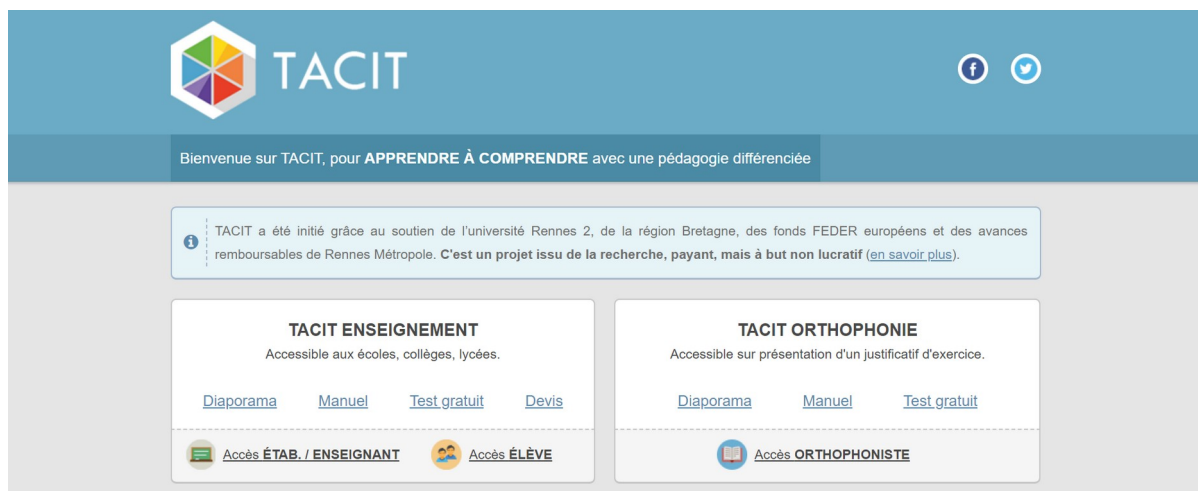 TACIT
Bienvenue sur TACIT, pour APPRENDRE À COMPRENDRE avec une pédagogie différenciée
TACIT a été initié grâce au soutien de l'université Rennes 2, de la région Bretagne, des fonds FEDER européens et des avances
remboursables de Rennes Métropole. C'est un projet issu de la recherche, payant, mais à but non lucratif (en savoir plus).
TACIT ENSEIGNEMENT
Accessible aux écoles, collèges, lycées.
Diaporama Manuel Test gratuit Devis
Accès ÉTAB. / ENSEIGNANT Accès ÉLÈVE
TACIT ORTHOPHONIE
Accessible sur présentation d'un justificatif d'exercice.
Diaporama Manuel Test gratuit
Accès ORTHOPHONISTE